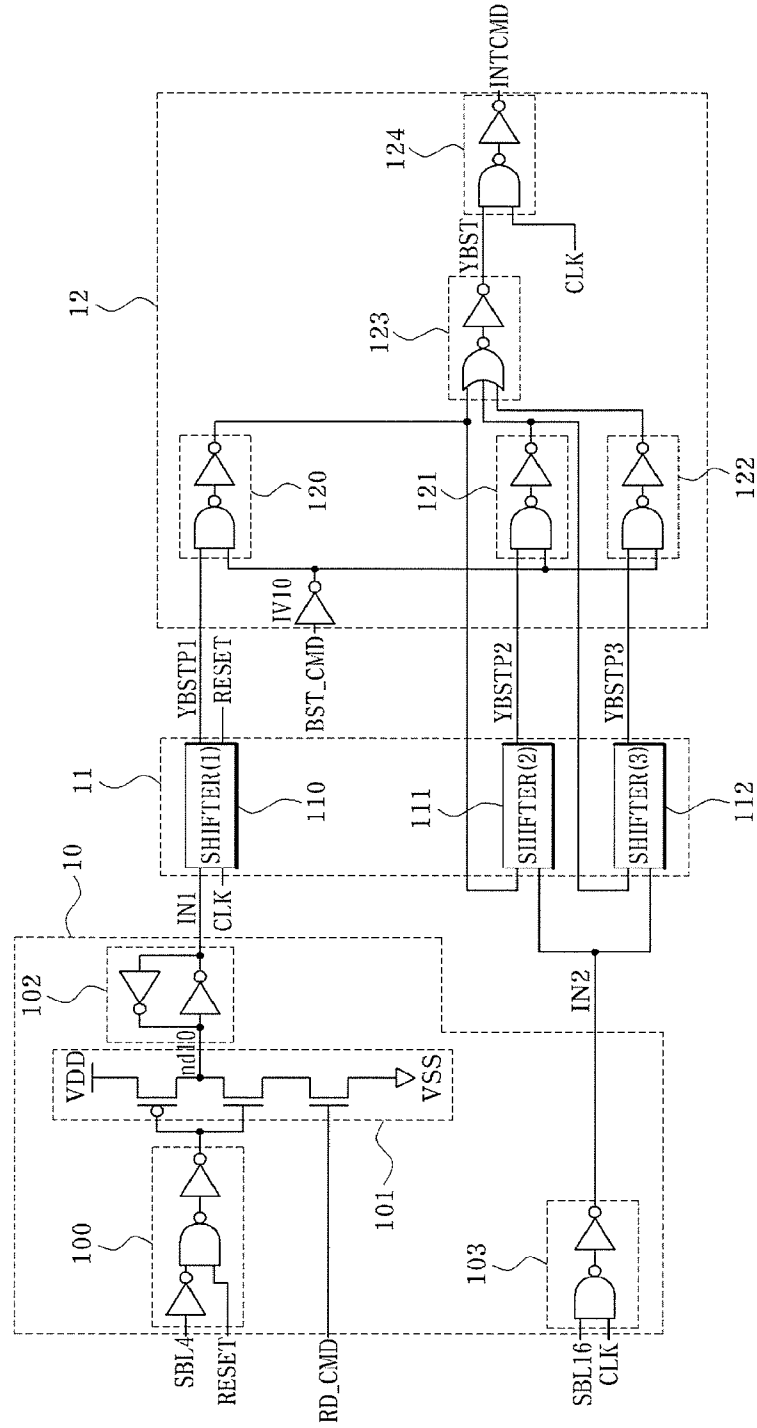 10
100
SBL4
RESET
101
VDD
nd10
VSS
RD_CMD
102
103
SBL16
CLK
IN1
CLK
IN2
11
SHIFTER(1)
110
RESET
111
SHIFTER(2)
SHIFTER(3)
112
YBSTP1
BST_CMD
IV10
YBSTP2
YBSTP3
12
120
121
122
123
YBST
124
CLK
INTCMD